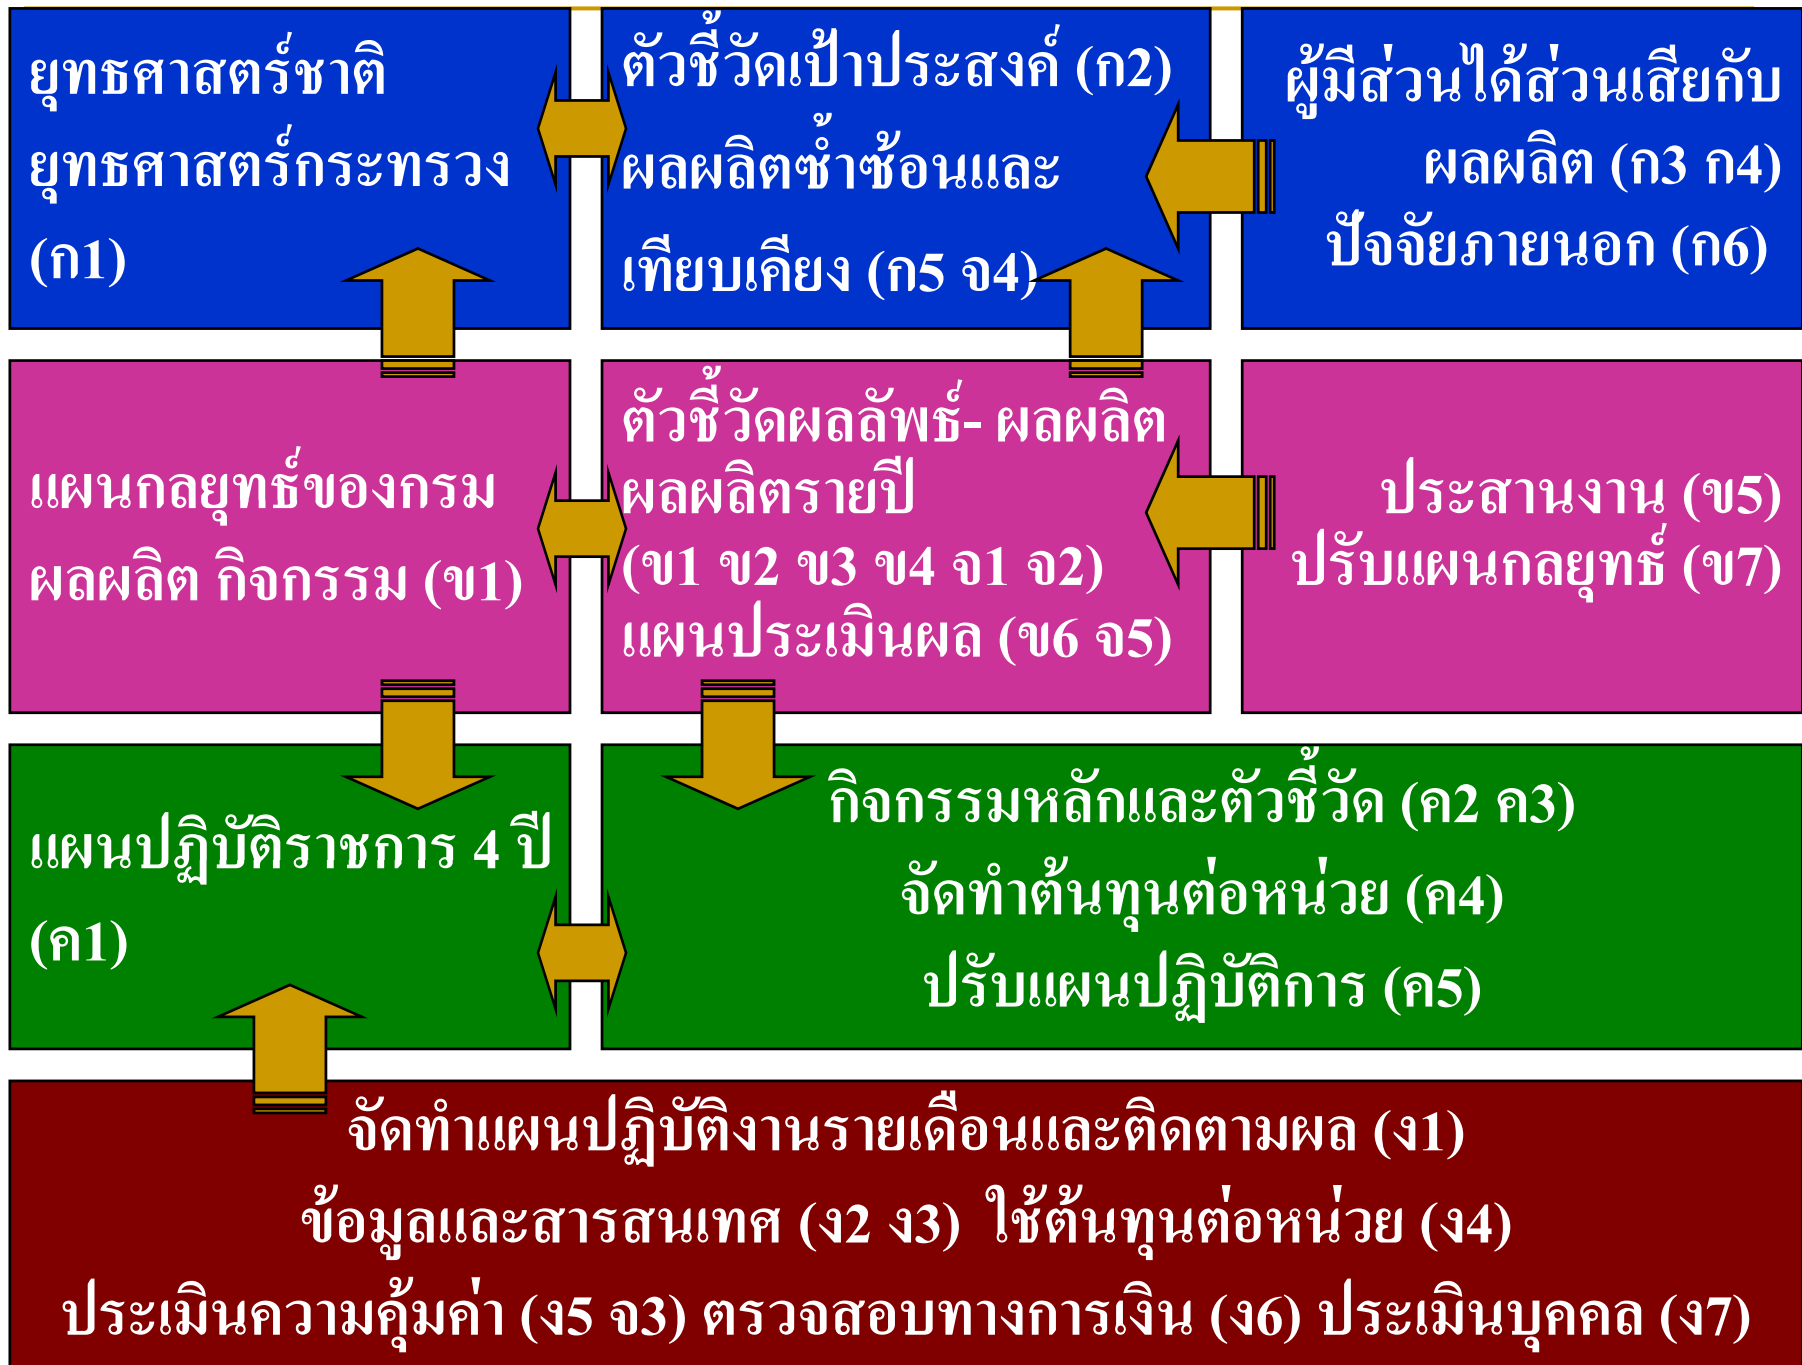 ยุทธศาสตร์ชาติ
ยุทธศาสตร์กระทรวง
(ก1)
ตัวชี้วัดเป้าประสงค์ (ก2)
ผลผลิตซ้ำซ้อนและ
เทียบเคียง (ก5 จ4)
ผู้มีส่วนได้ส่วนเสียกับ
ผลผลิต (ก3 ก4)
ปัจจัยภายนอก (ก6)
แผนกลยุทธ์ของกรม
ผลผลิต กิจกรรม (ข1)
ตัวชี้วัดผลลัพธ์- ผลผลิต
ผลผลิตรายปี
(ข1 ข2 ข3 ข4 จ1 จ2)
แผนประเมินผล (ข6 จ5)
ประสานงาน (ข5)
ปรับแผนกลยุทธ์ (ข7)
แผนปฏิบัติราชการ 4 ปี
(ค1)
กิจกรรมหลักและตัวชี้วัด (ค2 ค3)
จัดทำต้นทุนต่อหน่วย (ค4)
ปรับแผนปฏิบัติการ (ค5)
จัดทำแผนปฏิบัติงานรายเดือนและติดตามผล (ง1)
ข้อมูลและสารสนเทศ (ง2 ง3) ใช้ต้นทุนต่อหน่วย (ง4)
ประเมินความคุ้มค่า (ง5 จ3) ตรวจสอบทางการเงิน (ง6) ประเมินบุคคล (ง7)